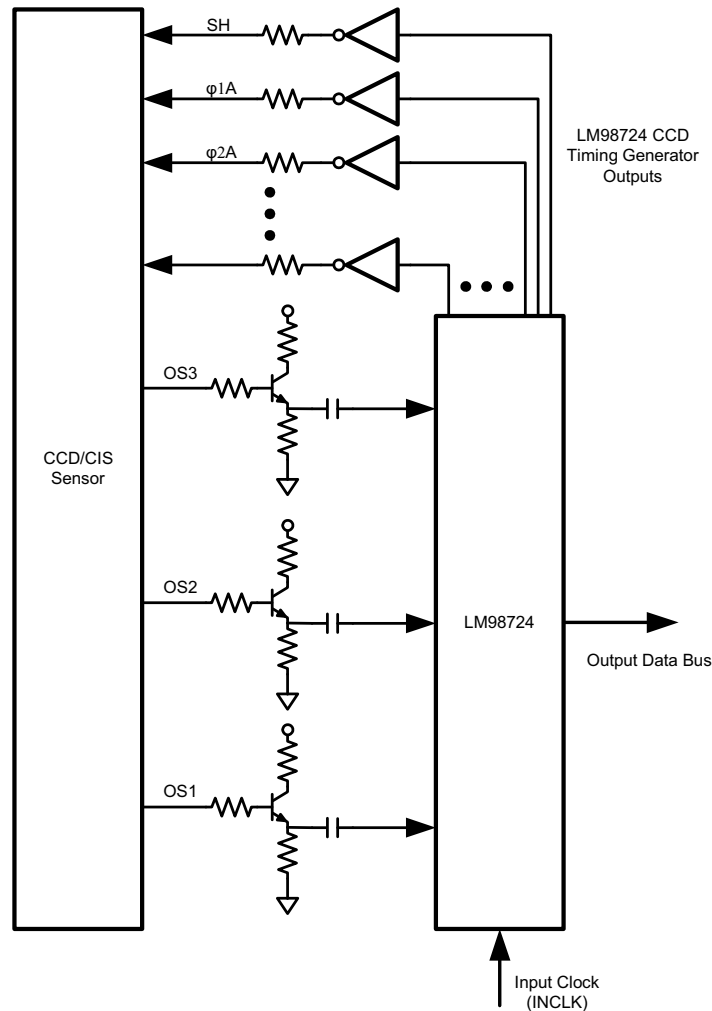 SH
φ1A
φ2A
LM98724 CCD
Timing Generator
Outputs
OS3
CCD/CIS
Sensor
OS2
LM98724
Output Data Bus
OS1
Input Clock
(INCLK)